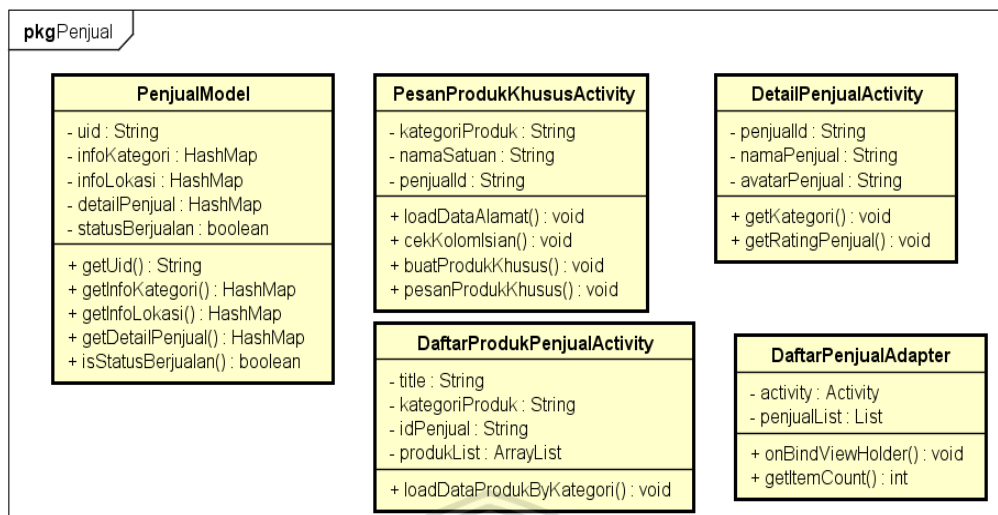 pkg Penjual
PenjualModel
- uid : String
- infoKategori : HashMap
- infoLokasi : HashMap
- detailPenjual : HashMap
- statusBerjualan : boolean
+ getUid() : String
+ getInfoKategori() : HashMap
+ getInfoLokasi() : HashMap
+ getDetailPenjual() : HashMap
+ isStatusBerjualan() : boolean
PesanProdukKhususActivity
- kategoriProduk : String
- namaSatuan : String
- penjualId : String
+ loadDataAlamat() : void
+ cekKolomIsian() : void
+ buatProdukKhusus() : void
+ pesanProdukKhusus() : void
DetailPenjualActivity
- penjualId : String
- namaPenjual : String
- avatarPenjual : String
+ getKategori() : void
+ getRatingPenjual() : void
DaftarProdukPenjualActivity
- title : String
- kategoriProduk : String
- idPenjual : String
- produkList : ArrayList
+ loadDataProdukByKategori() : void
DaftarPenjualAdapter
- activity : Activity
- penjualList : List
+ onBindViewHolder() : void
+ getItemCount() : int